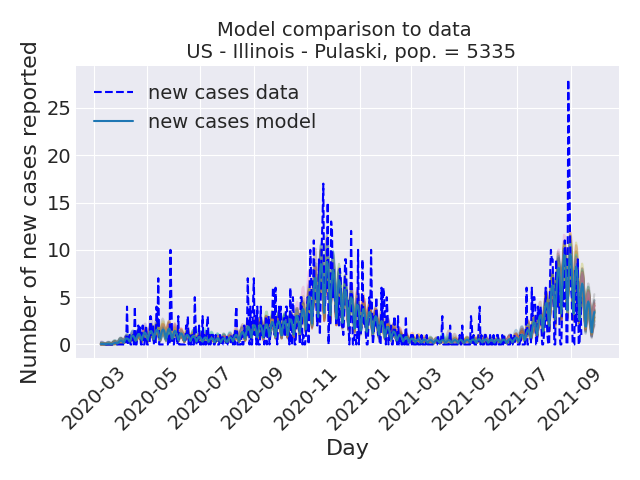 Model comparison to data
US - Illinois - Pulaski, pop. = 5335
Number of new cases reported
25
20
15
10
5
0
new cases data
new cases model
2020-03
2020-05
2020-07
2020-09
2020-11
2021-01
2021-03
2021-05
2021-07
2021-09
Day